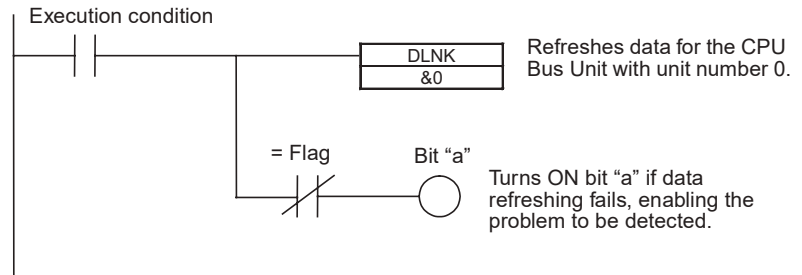 Execution condition
DLNK
&0
Refreshes data for the CPU
Bus Unit with unit number 0.
= Flag
Bit “a”
Turns ON bit “a” if data
refreshing fails, enabling the
problem to be detected.